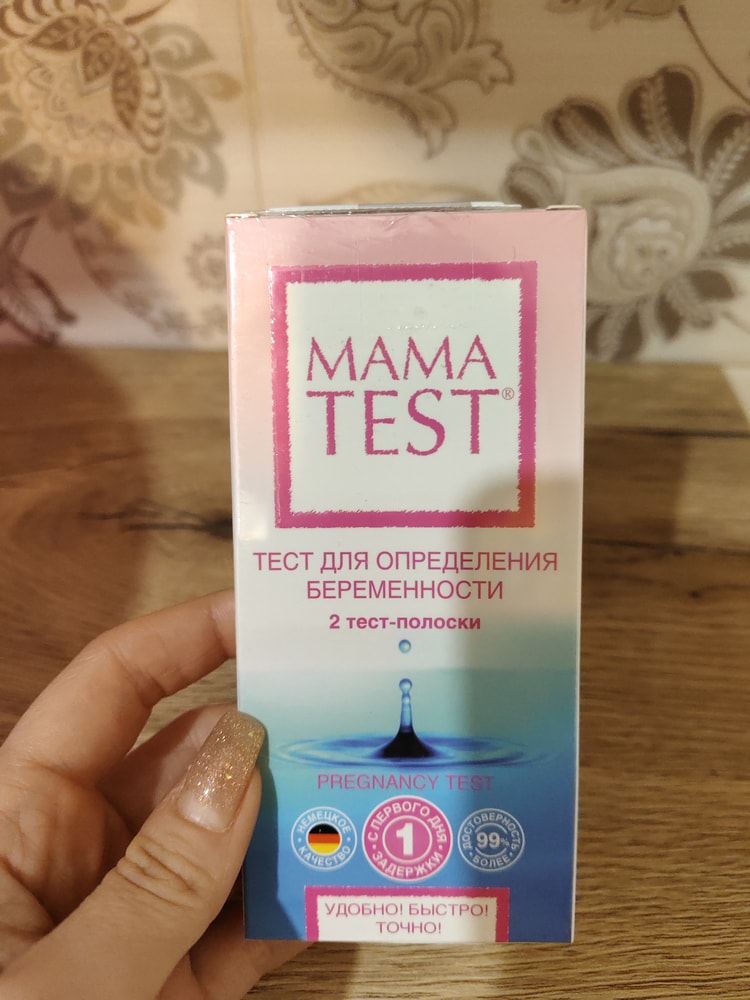 MAMA
TEST®
ТЕСТ ДЛЯ ОПРЕДЕЛЕНИЯ
БЕРЕМЕННОСТИ
2 тест-полоски
PREGNANCY TEST
НЕМЕЦКОЕ
КАЧЕСТВО
С ПЕРВОГО ДНЯ
1
ЗАДЕРЖКИ
ДОСТОВЕРНОСТЬ
99%
БОЛЕЕ
УДОБНО! БЫСТРО!
ТОЧНО!